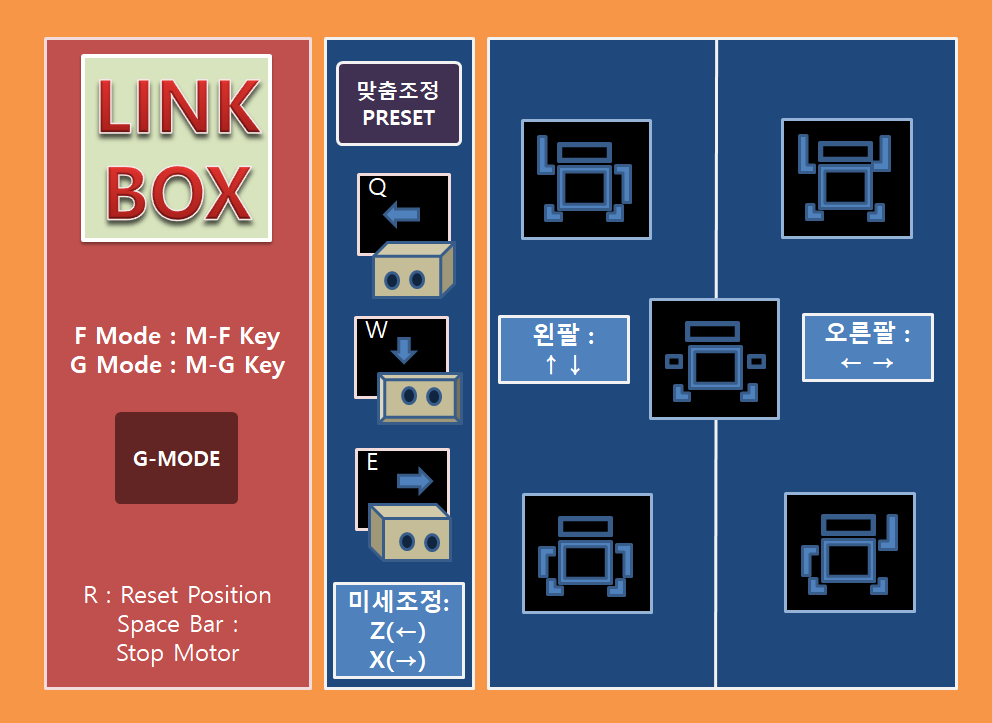 LINK
BOX
F Mode : M-F Key
G Mode : M-G Key
G-MODE
R : Reset Position
Space Bar :
Stop Motor
맞춤조정
PRESET
Q
W
E
미세조정:
Z(←)
X(→)
왼팔 :
↑ ↓
오른팔 :
← →